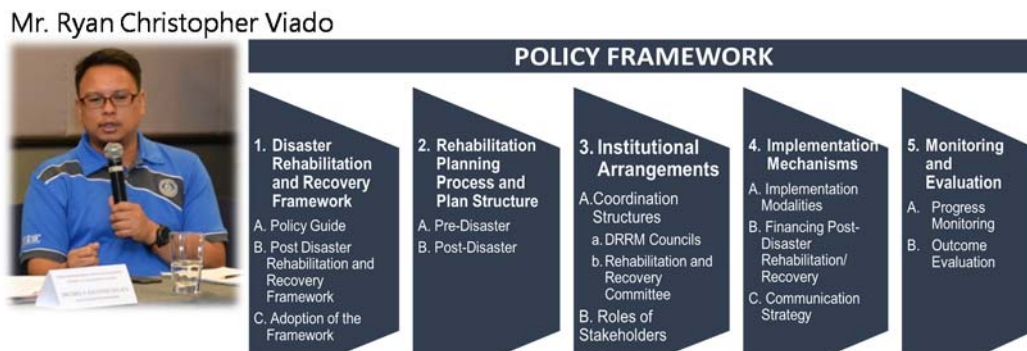 Mr. Ryan Christopher Viado
POLICY FRAMEWORK
1. Disaster
Rehabilitation
and Recovery
Framework
A. Policy Guide
B. Post Disaster
Rehabilitation and
Recovery
Framework
C. Adoption of the
Framework
2. Rehabilitation
Planning
Process and
Plan Structure
A. Pre-Disaster
B. Post-Disaster
3. Institutional
Arrangements
A.Coordination
Structures
a. DRRM Councils
b. Rehabilitation and
Recovery
Committee
B. Roles of
Stakeholders
4. Implementation
Mechanisms
A. Implementation
Modalities
B. Financing Post-
Disaster
Rehabilitation/
Recovery
C. Communication
Strategy
5. Monitoring
and
Evaluation
A. Progress
Monitoring
B. Outcome
Evaluation